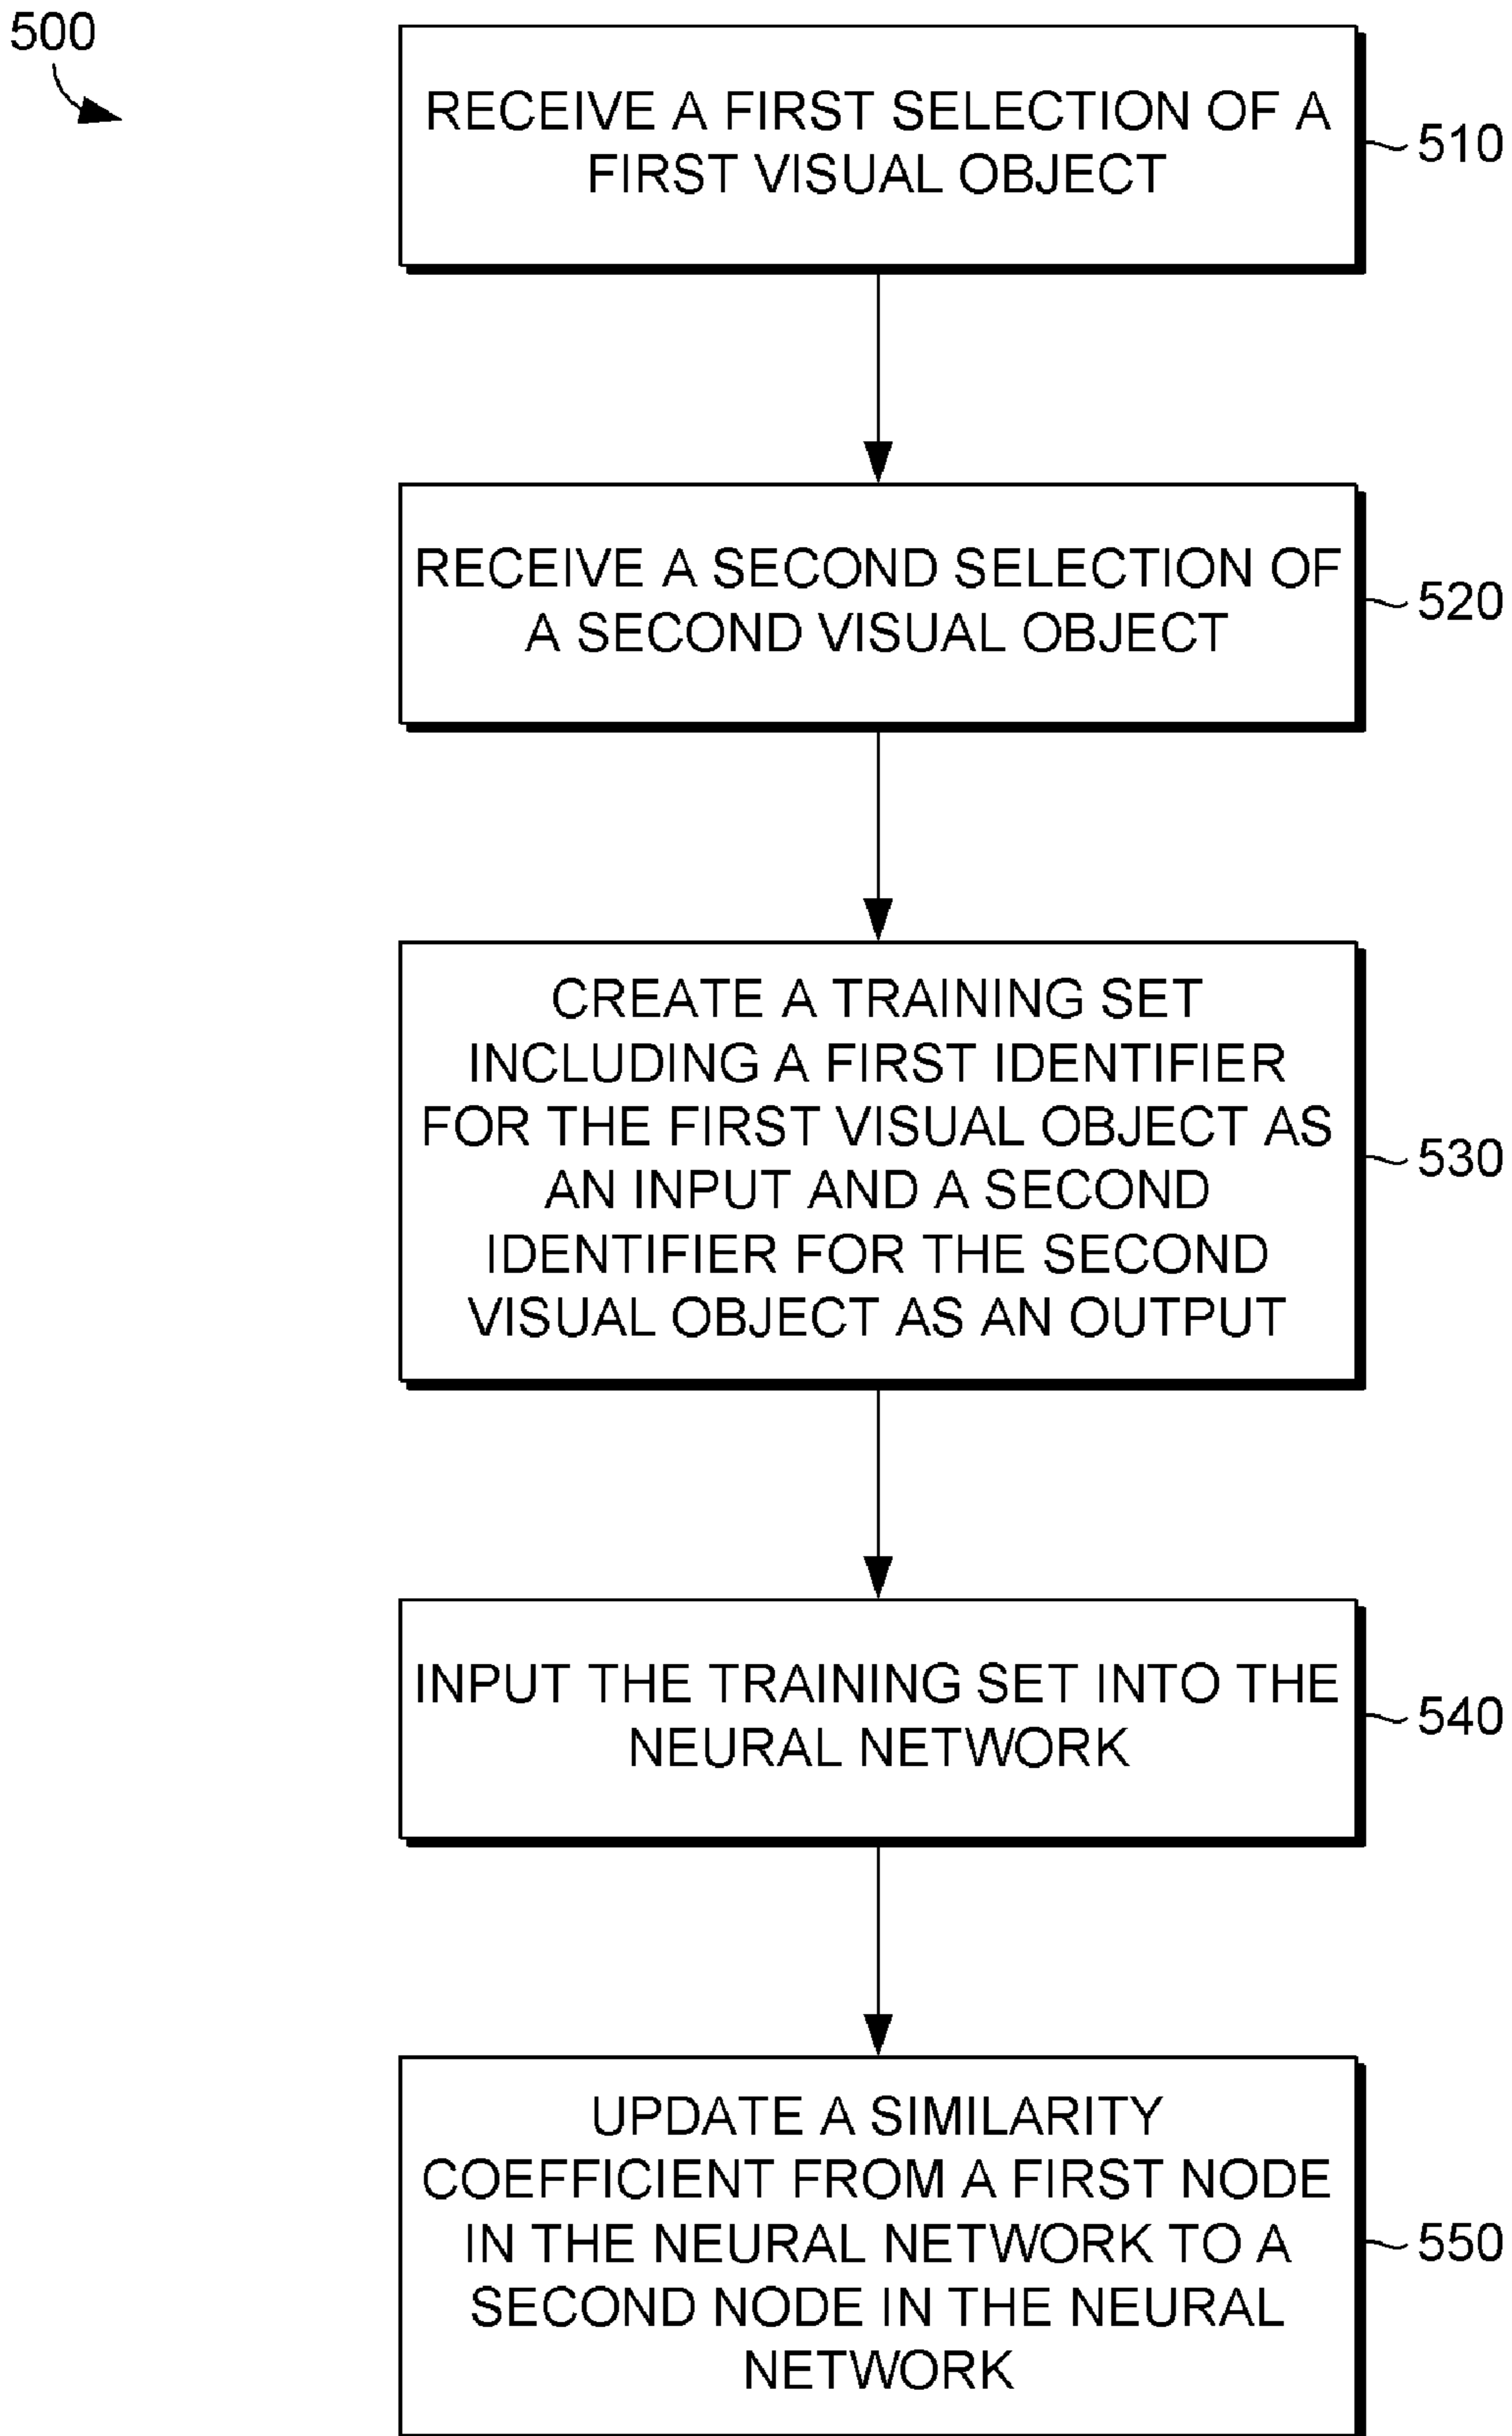 500
RECEIVE A FIRST SELECTION OF A
FIRST VISUAL OBJECT
510
RECEIVE A SECOND SELECTION OF
A SECOND VISUAL OBJECT
520
CREATE A TRAINING SET
INCLUDING A FIRST IDENTIFIER
FOR THE FIRST VISUAL OBJECT AS
AN INPUT AND A SECOND
IDENTIFIER FOR THE SECOND
VISUAL OBJECT AS AN OUTPUT
530
INPUT THE TRAINING SET INTO THE
NEURAL NETWORK
540
UPDATE A SIMILARITY
COEFFICIENT FROM A FIRST NODE
IN THE NEURAL NETWORK TO A
SECOND NODE IN THE NEURAL
NETWORK
550